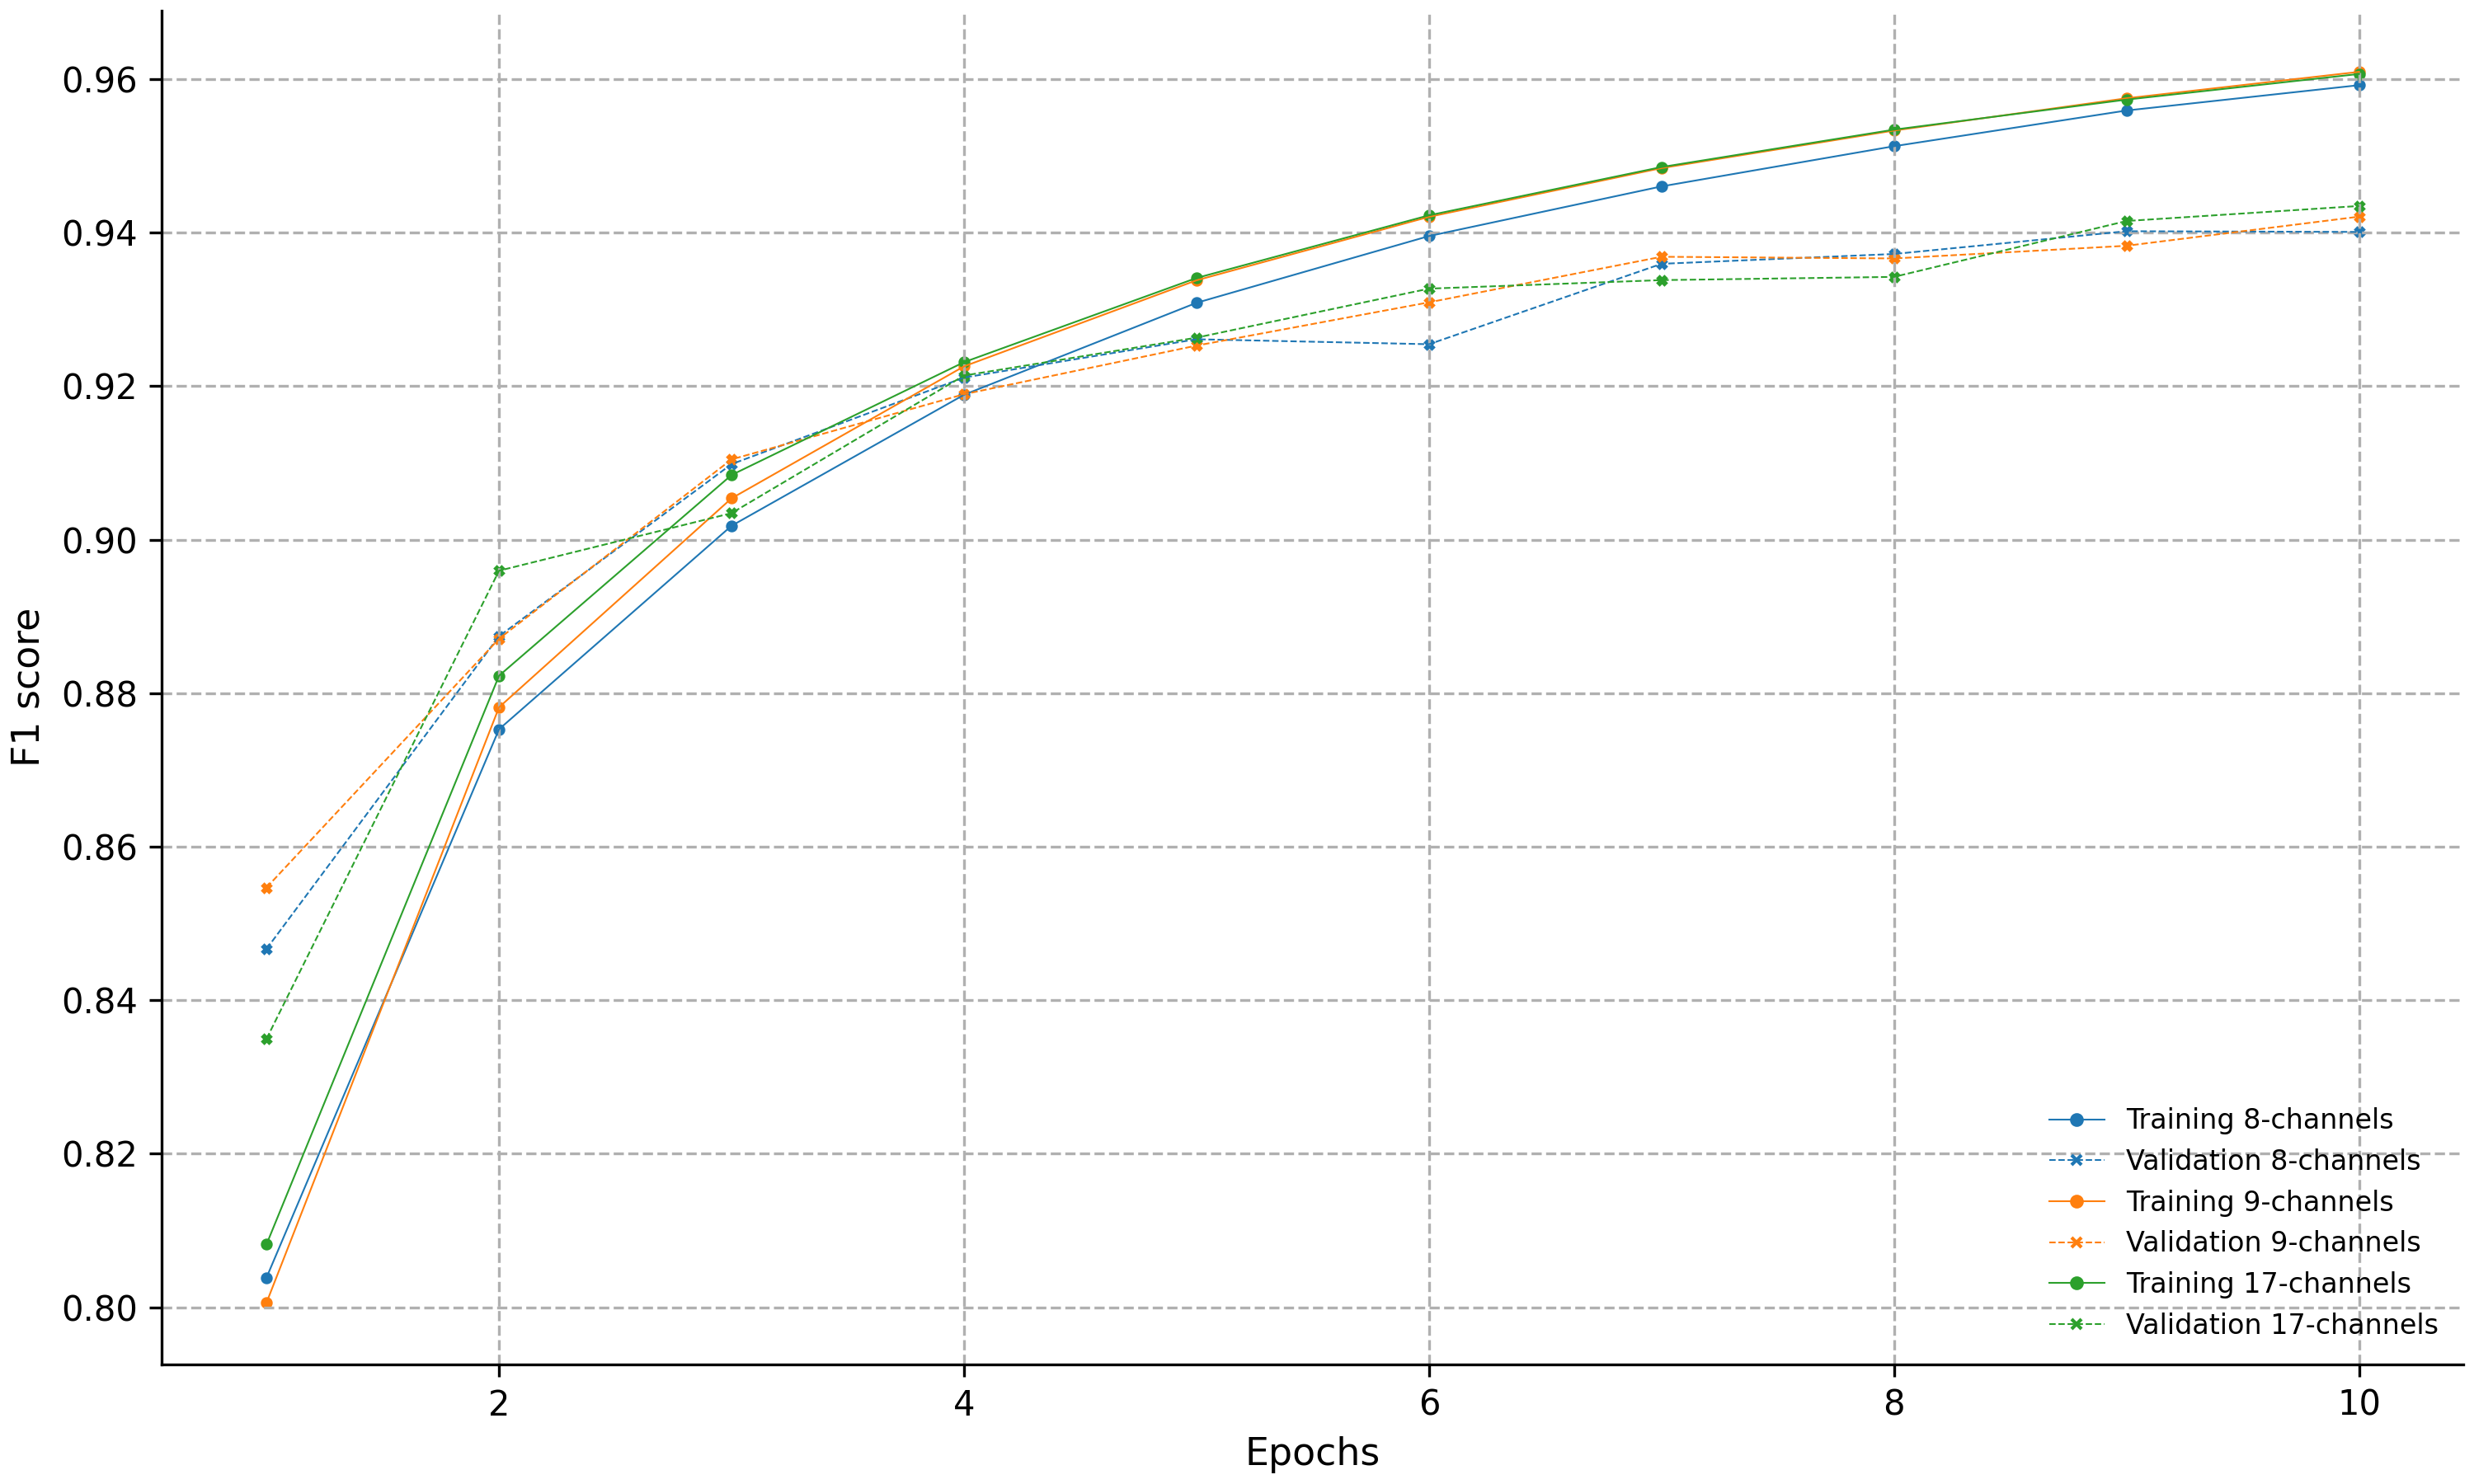 0.96
0.94
0.92
0.90
0.88
0.86
0.84
0.82
0.80
F1 score
2
4
6
8
10
Epochs
Training 8-channels
Validation 8-channels
Training 9-channels
Validation 9-channels
Training 17-channels
Validation 17-channels